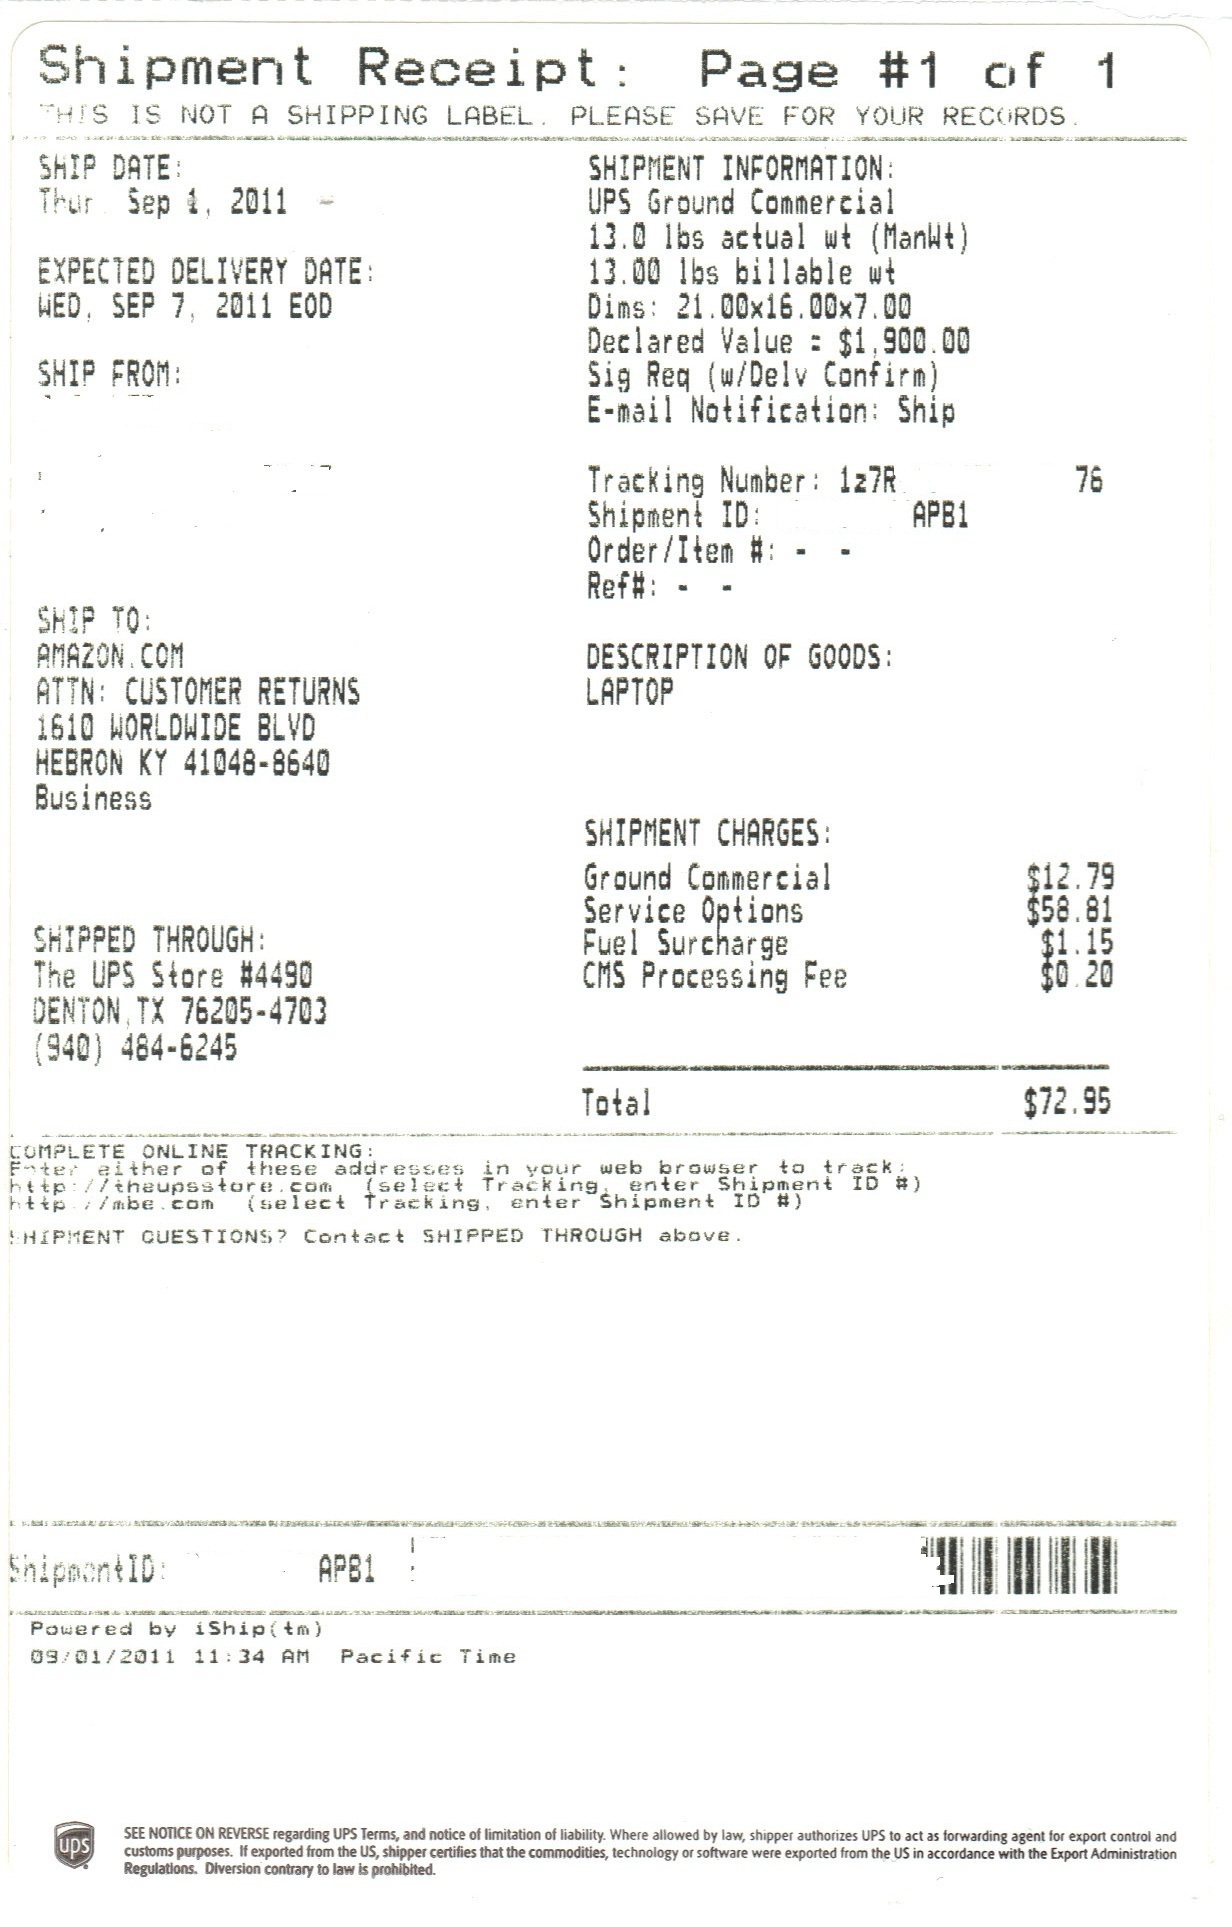 Shipment Receipt: Page #1 of 1
THIS IS NOT A SHIPPING LABEL. PLEASE SAVE FOR YOUR RECORDS.
SHIP DATE:
Thur Sep 1, 2011
EXPECTED DELIVERY DATE:
WED, SEP 7, 2011 EOD
SHIP FROM:
SHIP TO:
AMAZON.COM
ATTN: CUSTOMER RETURNS
1610 WORLDWIDE BLVD
HEBRON KY 41048-8640
Business
SHIPPED THROUGH:
The UPS Store #4490
DENTON,TX 76205-4703
(940) 484-6245
SHIPMENT INFORMATION:
UPS Ground Commercial
13.0 lbs actual wt (ManWt)
13.00 lbs billable wt
Dims: 21.00x16.00x7.00
Declared Value = $1,900.00
Sig Req (w/Delv Confirm)
E-mail Notification: Ship
Tracking Number: 1z7R 76
Shipment ID: APB1
Order/Item #: - -
Ref#: - -
DESCRIPTION OF GOODS:
LAPTOP
SHIPMENT CHARGES:
Ground Commercial $12.79
Service Options $58.81
Fuel Surcharge $1.15
CMS Processing Fee $0.20
Total $72.95
COMPLETE ONLINE TRACKING:
Enter either of these addresses in your web browser to track:
http://theupsstore.com (select Tracking, enter Shipment ID #)
http://mbe.com (select Tracking, enter Shipment ID #)
SHIPMENT QUESTIONS? Contact SHIPPED THROUGH above.
ShipmentID: APB1
Powered by iShip(tm)
09/01/2011 11:34 AM Pacific Time
ups
SEE NOTICE ON REVERSE regarding UPS Terms, and notice of limitation of liability. Where allowed by law, shipper authorizes UPS to act as forwarding agent for export control and
customs purposes. If exported from the US, shipper certifies that the commodities, technology or software were exported from the US in accordance with the Export Administration
Regulations. Diversion contrary to law is prohibited.